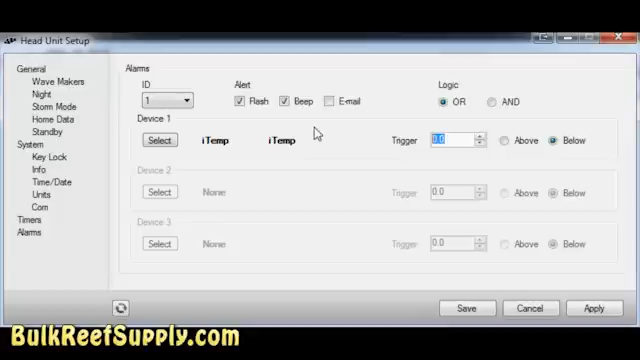 Head Unit Setup
General
Wave Makers
Night
Storm Mode
Home Data
Standby
System
Key Lock
Info
Time/Date
Units
Com
Timers
Alarms
Alarms
ID
1
Alert
Flash
Beep
E-mail
Logic
OR
AND
Device 1
Select
iTemp
iTemp
Trigger
0.0
Above
Below
Device 2
Select
None
Trigger
0.0
Above
Below
Device 3
Select
None
Trigger
0.0
Above
Below
Save
Cancel
Apply
BulkReefSupply.com